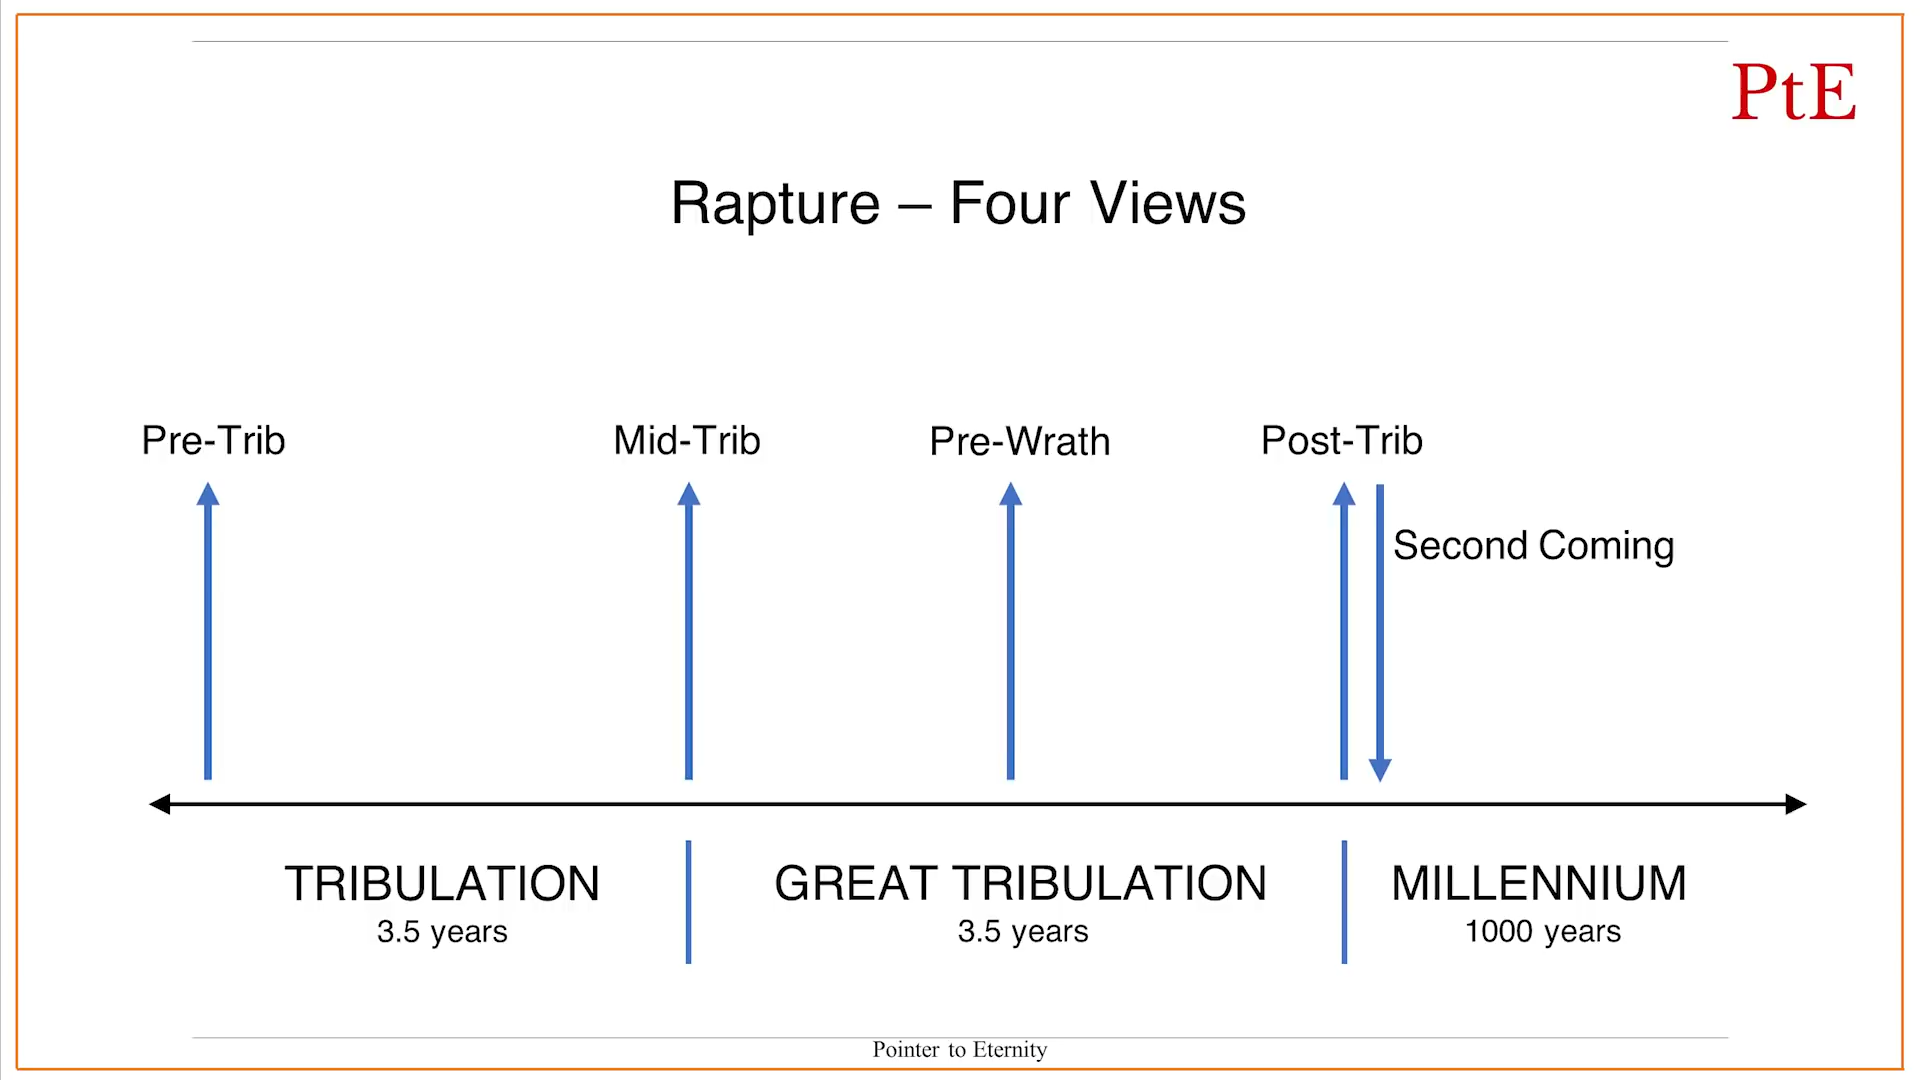 PtE
Rapture – Four Views
Pre-Trib
Mid-Trib
Pre-Wrath
Post-Trib
Second Coming
TRIBULATION
3.5 years
GREAT TRIBULATION
3.5 years
MILLENNIUM
1000 years
Pointer to Eternity